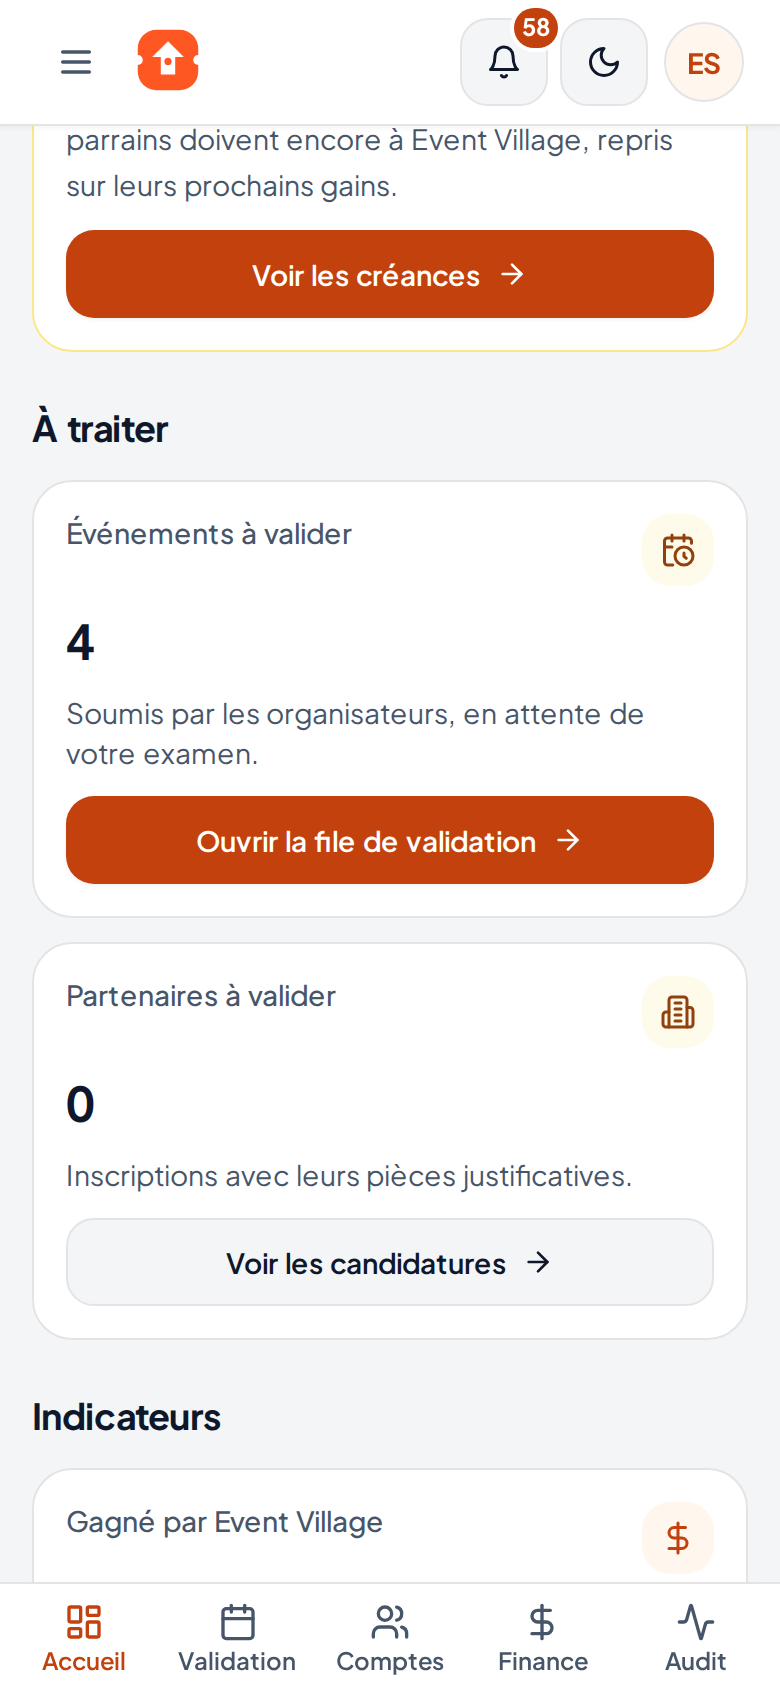 58
ES
parrains doivent encore à Event Village, repris
sur leurs prochains gains.
Voir les créances →
À traiter
Événements à valider
4
Soumis par les organisateurs, en attente de
votre examen.
Ouvrir la file de validation →
Partenaires à valider
0
Inscriptions avec leurs pièces justificatives.
Voir les candidatures →
Indicateurs
Gagné par Event Village
Accueil
Validation
Comptes
Finance
Audit